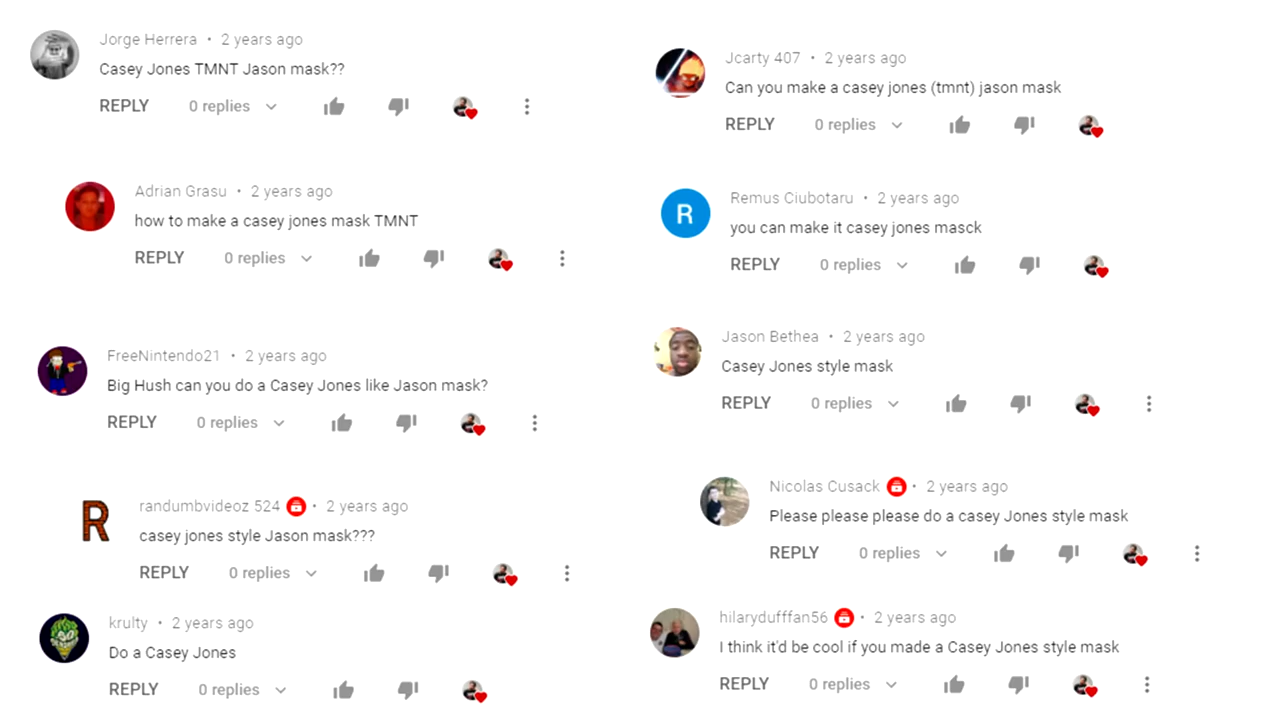 Jorge Herrera • 2 years ago
Casey Jones TMNT Jason mask??
REPLY 0 replies
Adrian Grasu • 2 years ago
how to make a casey jones mask TMNT
REPLY 0 replies
FreeNintendo21 • 2 years ago
Big Hush can you do a Casey Jones like Jason mask?
REPLY 0 replies
R
randumbvideoz 524 • 2 years ago
casey jones style Jason mask???
REPLY 0 replies
krulty • 2 years ago
Do a Casey Jones
REPLY 0 replies
Jcarty 407 • 2 years ago
Can you make a casey jones (tmnt) jason mask
REPLY 0 replies
R
Remus Ciubotaru • 2 years ago
you can make it casey jones masck
REPLY 0 replies
Jason Bethea • 2 years ago
Casey Jones style mask
REPLY 0 replies
Nicolas Cusack • 2 years ago
Please please please do a casey Jones style mask
REPLY 0 replies
hilarydufffan56 • 2 years ago
I think it'd be cool if you made a Casey Jones style mask
REPLY 0 replies